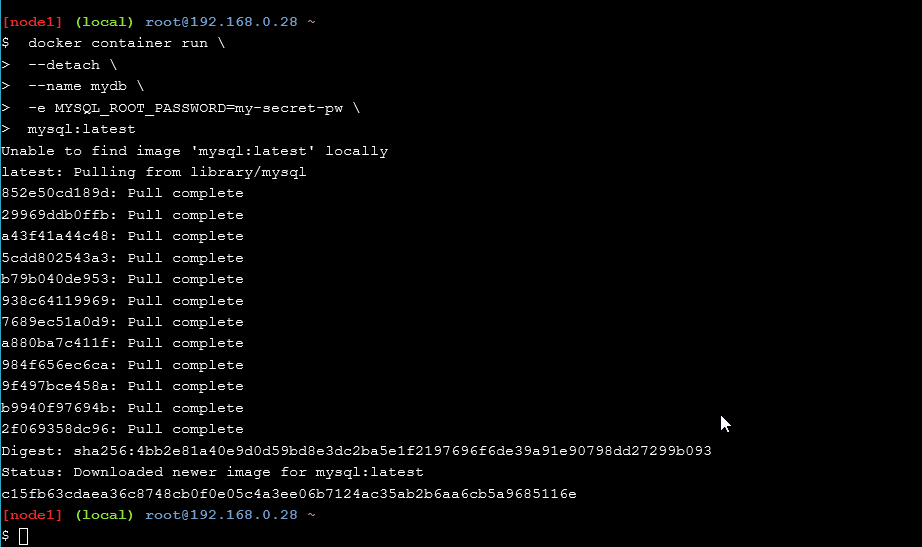 [node1] (local) root@192.168.0.28 ~
$  docker container run \
>  --detach \
>  --name mydb \
>  -e MYSQL_ROOT_PASSWORD=my-secret-pw \
>  mysql:latest
Unable to find image 'mysql:latest' locally
latest: Pulling from library/mysql
852e50cd189d: Pull complete
29969ddb0ffb: Pull complete
a43f41a44c48: Pull complete
5cdd802543a3: Pull complete
b79b040de953: Pull complete
938c64119969: Pull complete
7689ec51a0d9: Pull complete
a880ba7c411f: Pull complete
984f656ec6ca: Pull complete
9f497bce458a: Pull complete
b9940f97694b: Pull complete
2f069358dc96: Pull complete
Digest: sha256:4bb2e81a40e9d0d59bd8e3dc2ba5e1f2197696f6de39a91e90798dd27299b093
Status: Downloaded newer image for mysql:latest
c15fb63cdaea36c8748cb0f0e05c4a3ee06b7124ac35ab2b6aa6cb5a9685116e
[node1] (local) root@192.168.0.28 ~
$